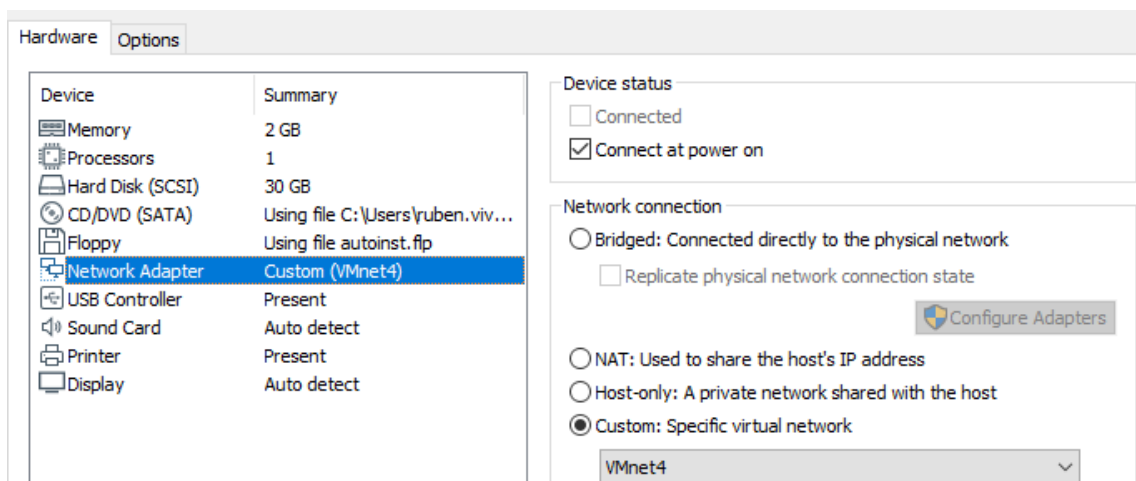 Hardware Options
Device Summary
Memory 2 GB
Processors 1
Hard Disk (SCSI) 30 GB
CD/DVD (SATA) Using file C:\Users\ruben.viv...
Floppy Using file autoinst.flp
Network Adapter Custom (VMnet4)
USB Controller Present
Sound Card Auto detect
Printer Present
Display Auto detect
Device status
Connected
Connect at power on
Network connection
Bridged: Connected directly to the physical network
Replicate physical network connection state
Configure Adapters
NAT: Used to share the host's IP address
Host-only: A private network shared with the host
Custom: Specific virtual network
VMnet4